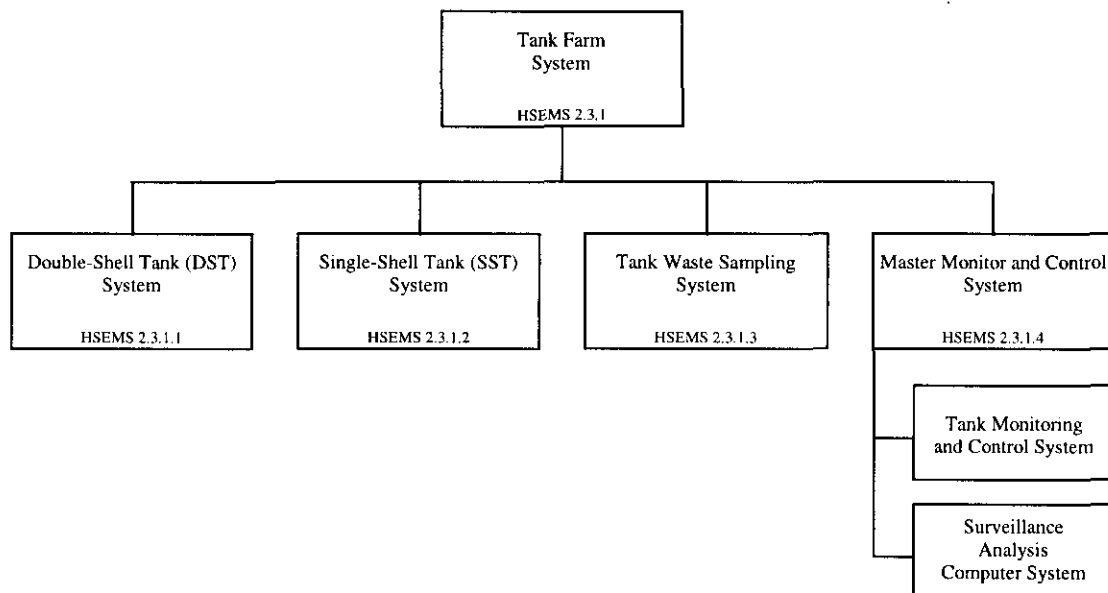 Tank Farm
System
HSEMS 2.3.1
Double-Shell Tank (DST)
System
HSEMS 2.3.1.1
Single-Shell Tank (SST)
System
HSEMS 2.3.1.2
Tank Waste Sampling
System
HSEMS 2.3.1.3
Master Monitor and Control
System
HSEMS 2.3.1.4
Tank Monitoring
and Control System
Surveillance
Analysis
Computer System